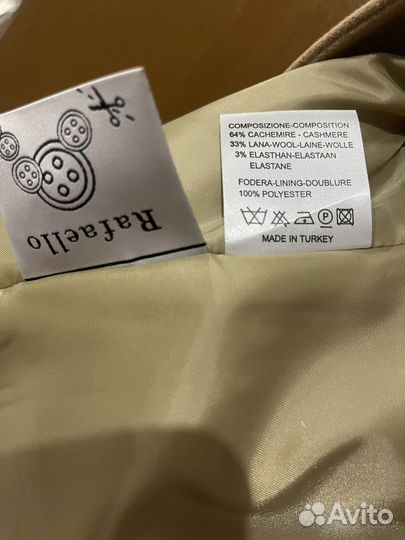 Rafaello
COMPOSIZIONE-COMPOSITION
64% CACHEMIRE - CASHMERE
33% LANA-WOOL-LAINE-WOLLE
3% ELASTHAN-ELASTAAN
ELASTANE
FODERA-LINING-DOUBLURE
100% POLYESTER
P
MADE IN TURKEY
Avito